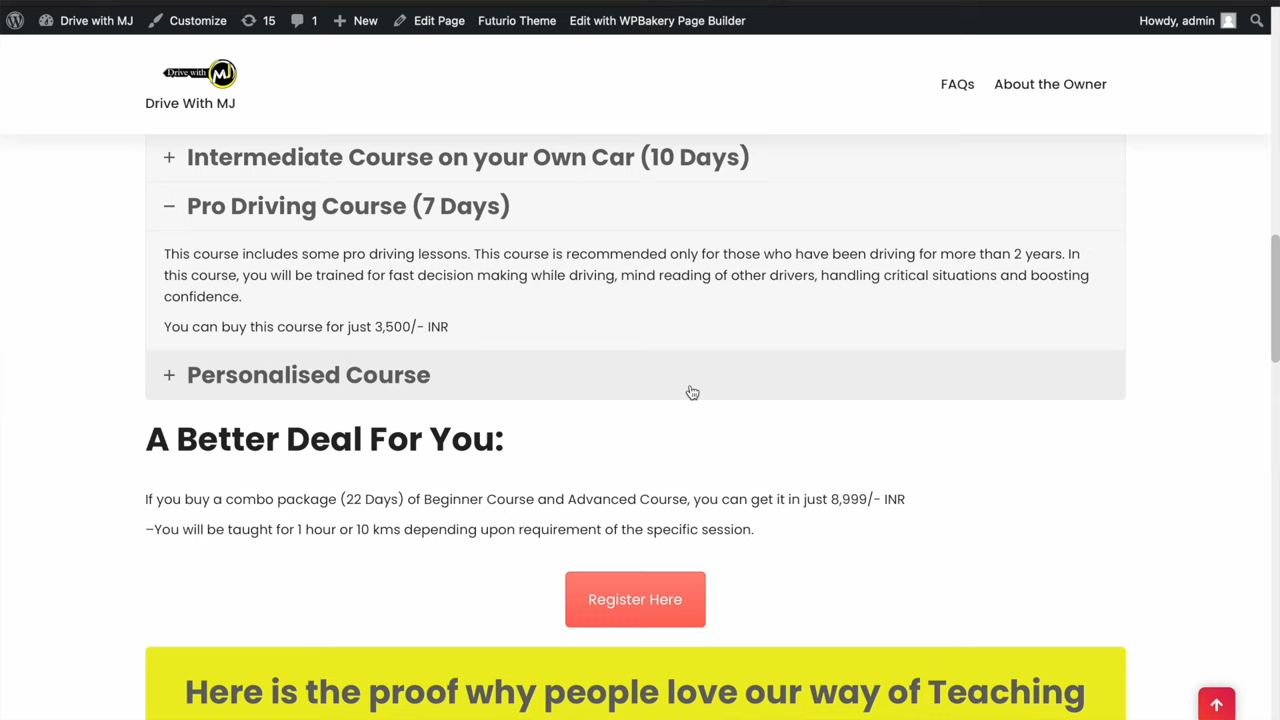 Drive with MJ Customize 15 1 New Edit Page Futurio Theme Edit with WPBakery Page Builder Howdy, admin
Drive with MJ
Drive With MJ
FAQs About the Owner
+ Intermediate Course on your Own Car (10 Days)
− Pro Driving Course (7 Days)
This course includes some pro driving lessons. This course is recommended only for those who have been driving for more than 2 years. In
this course, you will be trained for fast decision making while driving, mind reading of other drivers, handling critical situations and boosting
confidence.
You can buy this course for just 3,500/- INR
+ Personalised Course
A Better Deal For You:
If you buy a combo package (22 Days) of Beginner Course and Advanced Course, you can get it in just 8,999/- INR
–You will be taught for 1 hour or 10 kms depending upon requirement of the specific session.
Register Here
Here is the proof why people love our way of Teaching